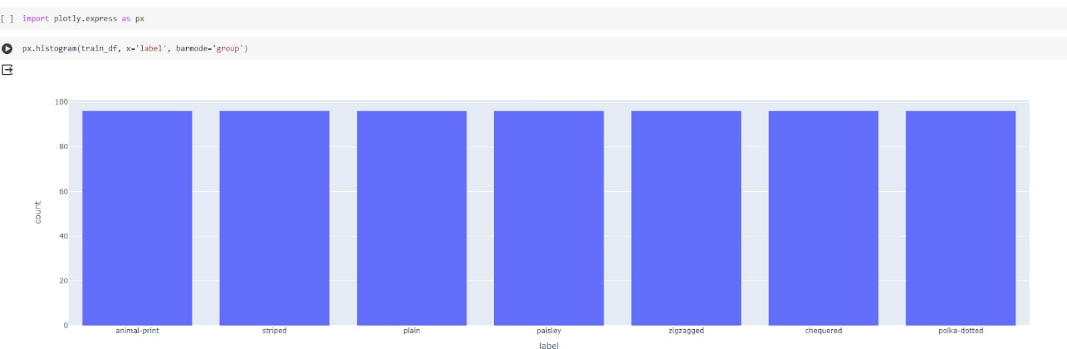 [ ] import plotly.express as px
px.histogram(train_df, x='label', barmode='group')
100
80
60
40
20
0
count
animal-print striped plain paisley zigzagged chequered polka-dotted
label